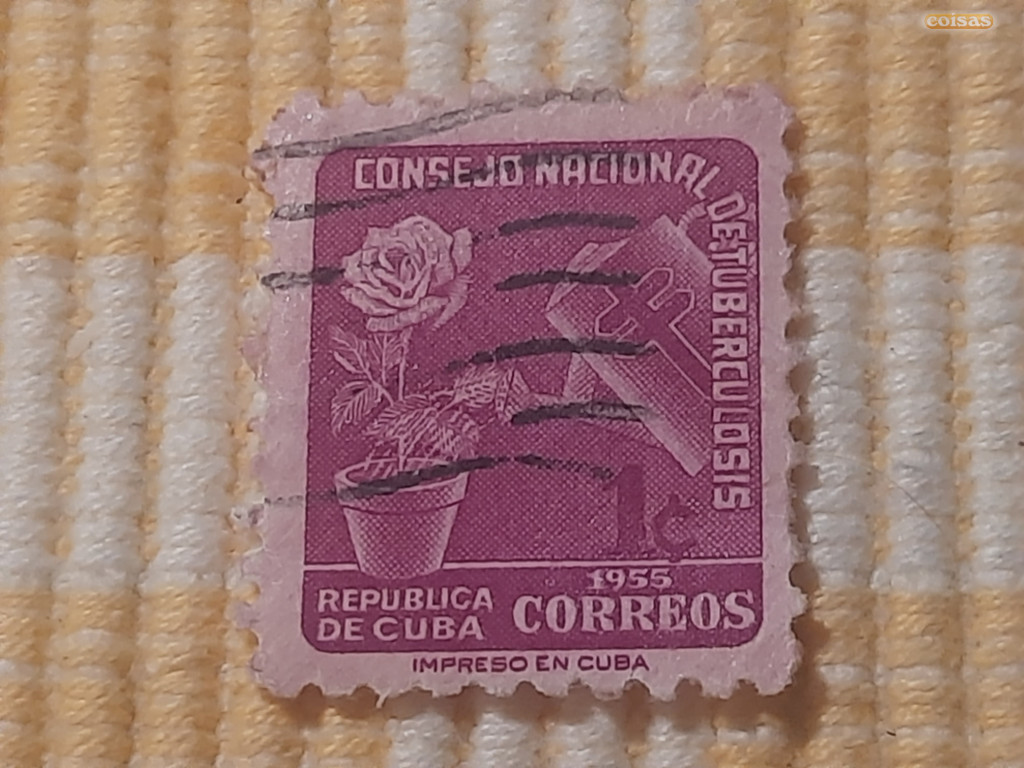 coisas
CONSEJO NACIONAL
DE TUBERCULOSIS
1¢
1955
REPUBLICA
DE CUBA
CORREOS
IMPRESO EN CUBA